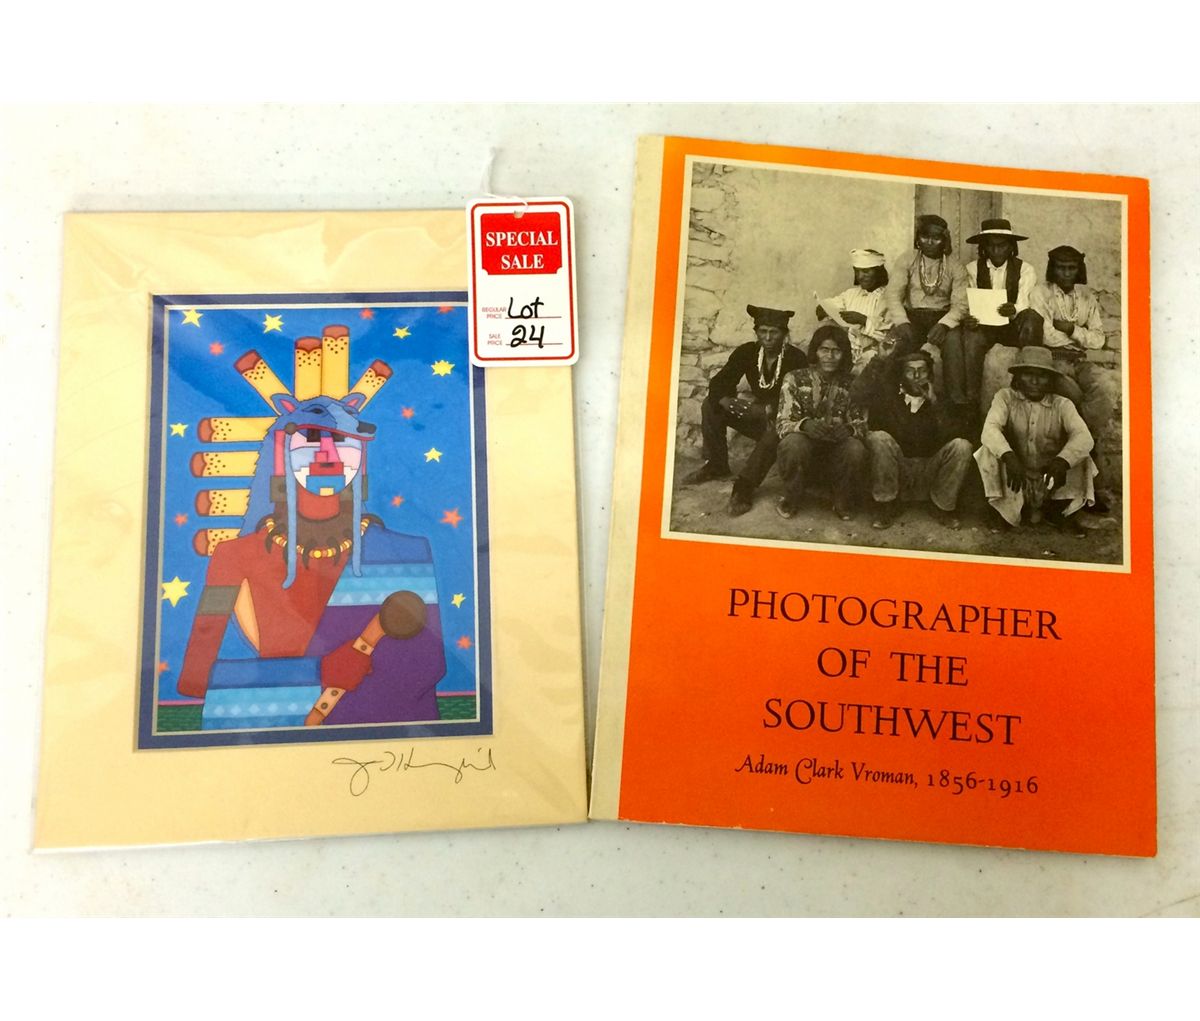 SPECIAL
SALE
REGULAR
PRICE
Lot
SALE
PRICE
24
PHOTOGRAPHER
OF THE
SOUTHWEST
Adam Clark Vroman, 1856-1916